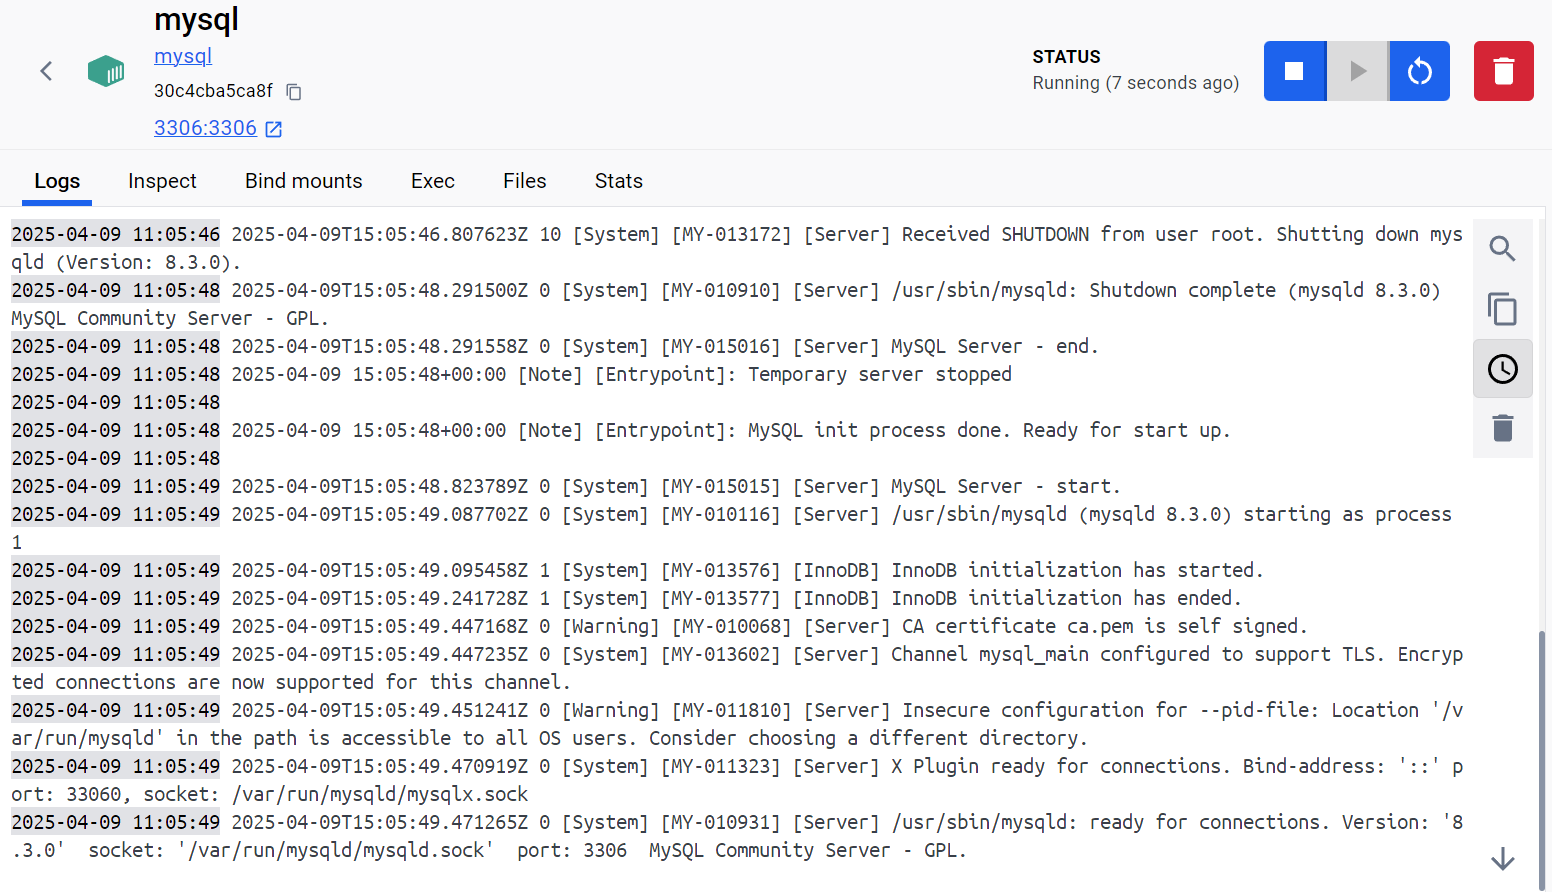 mysql
mysql
30c4cba5ca8f
3306:3306
STATUS
Running (7 seconds ago)
Logs Inspect Bind mounts Exec Files Stats
2025-04-09 11:05:46 2025-04-09T15:05:46.807623Z 10 [System] [MY-013172] [Server] Received SHUTDOWN from user root. Shutting down mys
qld (Version: 8.3.0).
2025-04-09 11:05:48 2025-04-09T15:05:48.291500Z 0 [System] [MY-010910] [Server] /usr/sbin/mysqld: Shutdown complete (mysqld 8.3.0)
MySQL Community Server - GPL.
2025-04-09 11:05:48 2025-04-09T15:05:48.291558Z 0 [System] [MY-015016] [Server] MySQL Server - end.
2025-04-09 11:05:48 2025-04-09 15:05:48+00:00 [Note] [Entrypoint]: Temporary server stopped
2025-04-09 11:05:48
2025-04-09 11:05:48 2025-04-09 15:05:48+00:00 [Note] [Entrypoint]: MySQL init process done. Ready for start up.
2025-04-09 11:05:48
2025-04-09 11:05:49 2025-04-09T15:05:48.823789Z 0 [System] [MY-015015] [Server] MySQL Server - start.
2025-04-09 11:05:49 2025-04-09T15:05:49.087702Z 0 [System] [MY-010116] [Server] /usr/sbin/mysqld (mysqld 8.3.0) starting as process
1
2025-04-09 11:05:49 2025-04-09T15:05:49.095458Z 1 [System] [MY-013576] [InnoDB] InnoDB initialization has started.
2025-04-09 11:05:49 2025-04-09T15:05:49.241728Z 1 [System] [MY-013577] [InnoDB] InnoDB initialization has ended.
2025-04-09 11:05:49 2025-04-09T15:05:49.447168Z 0 [Warning] [MY-010068] [Server] CA certificate ca.pem is self signed.
2025-04-09 11:05:49 2025-04-09T15:05:49.447235Z 0 [System] [MY-013602] [Server] Channel mysql_main configured to support TLS. Encryp
ted connections are now supported for this channel.
2025-04-09 11:05:49 2025-04-09T15:05:49.451241Z 0 [Warning] [MY-011810] [Server] Insecure configuration for --pid-file: Location '/v
ar/run/mysqld' in the path is accessible to all OS users. Consider choosing a different directory.
2025-04-09 11:05:49 2025-04-09T15:05:49.470919Z 0 [System] [MY-011323] [Server] X Plugin ready for connections. Bind-address: '::' p
ort: 33060, socket: /var/run/mysqld/mysqlx.sock
2025-04-09 11:05:49 2025-04-09T15:05:49.471265Z 0 [System] [MY-010931] [Server] /usr/sbin/mysqld: ready for connections. Version: '8
.3.0'  socket: '/var/run/mysqld/mysqld.sock'  port: 3306  MySQL Community Server - GPL.